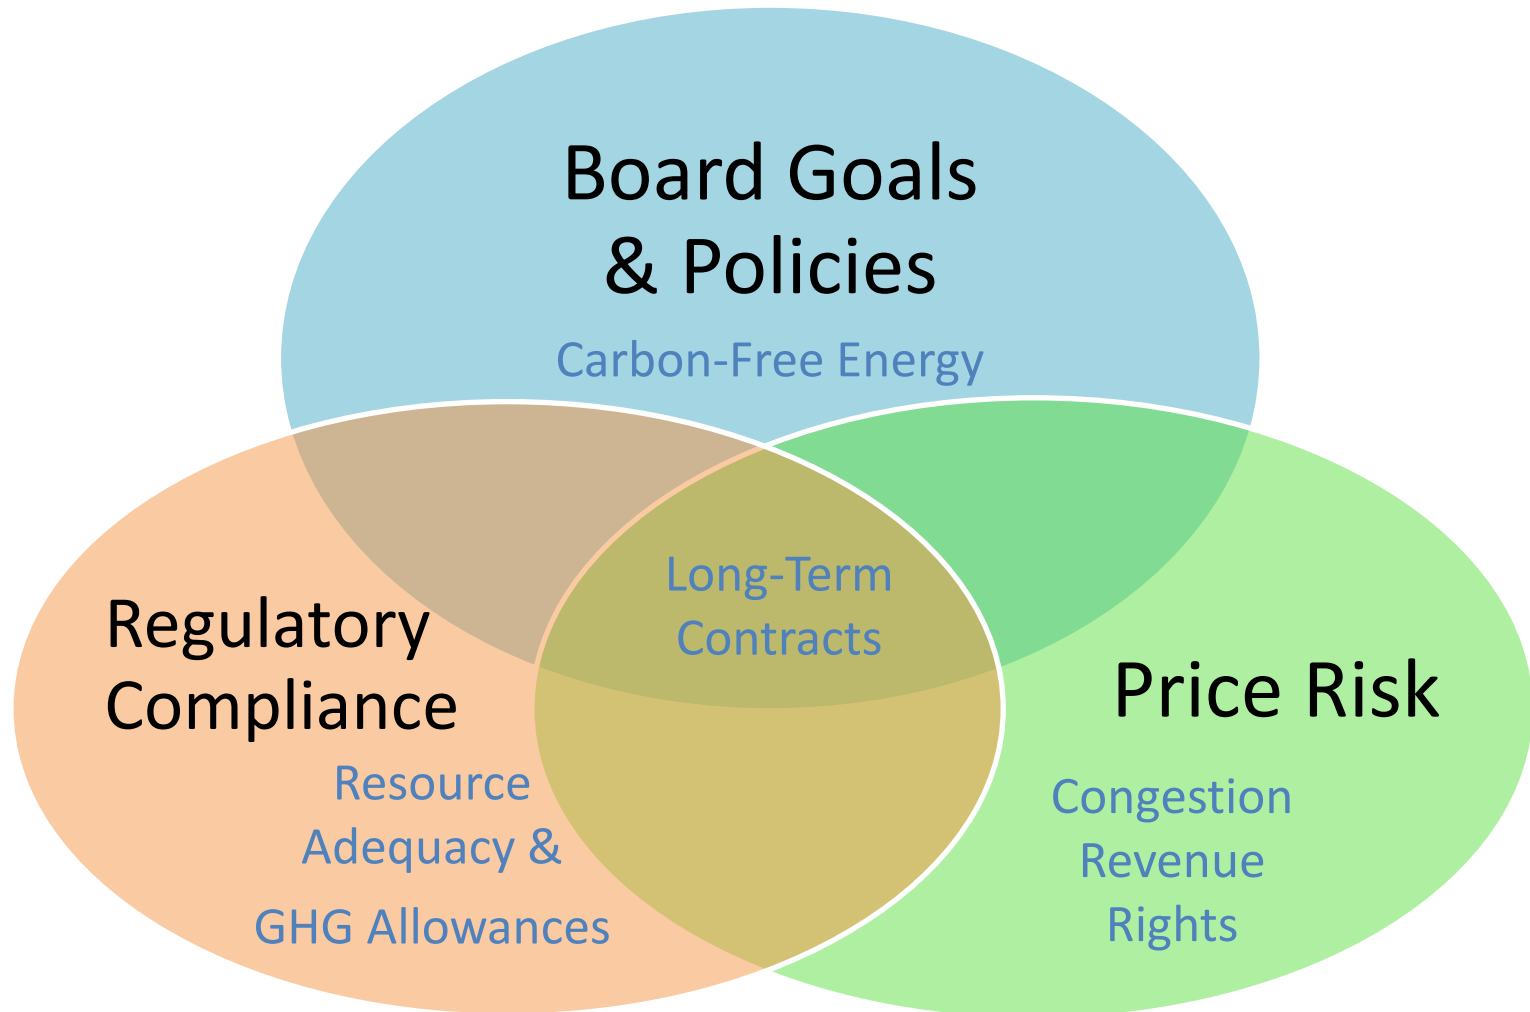 Board Goals
& Policies
Carbon-Free Energy
Long-Term
Contracts
Regulatory
Compliance
Resource
Adequacy &
GHG Allowances
Price Risk
Congestion
Revenue
Rights